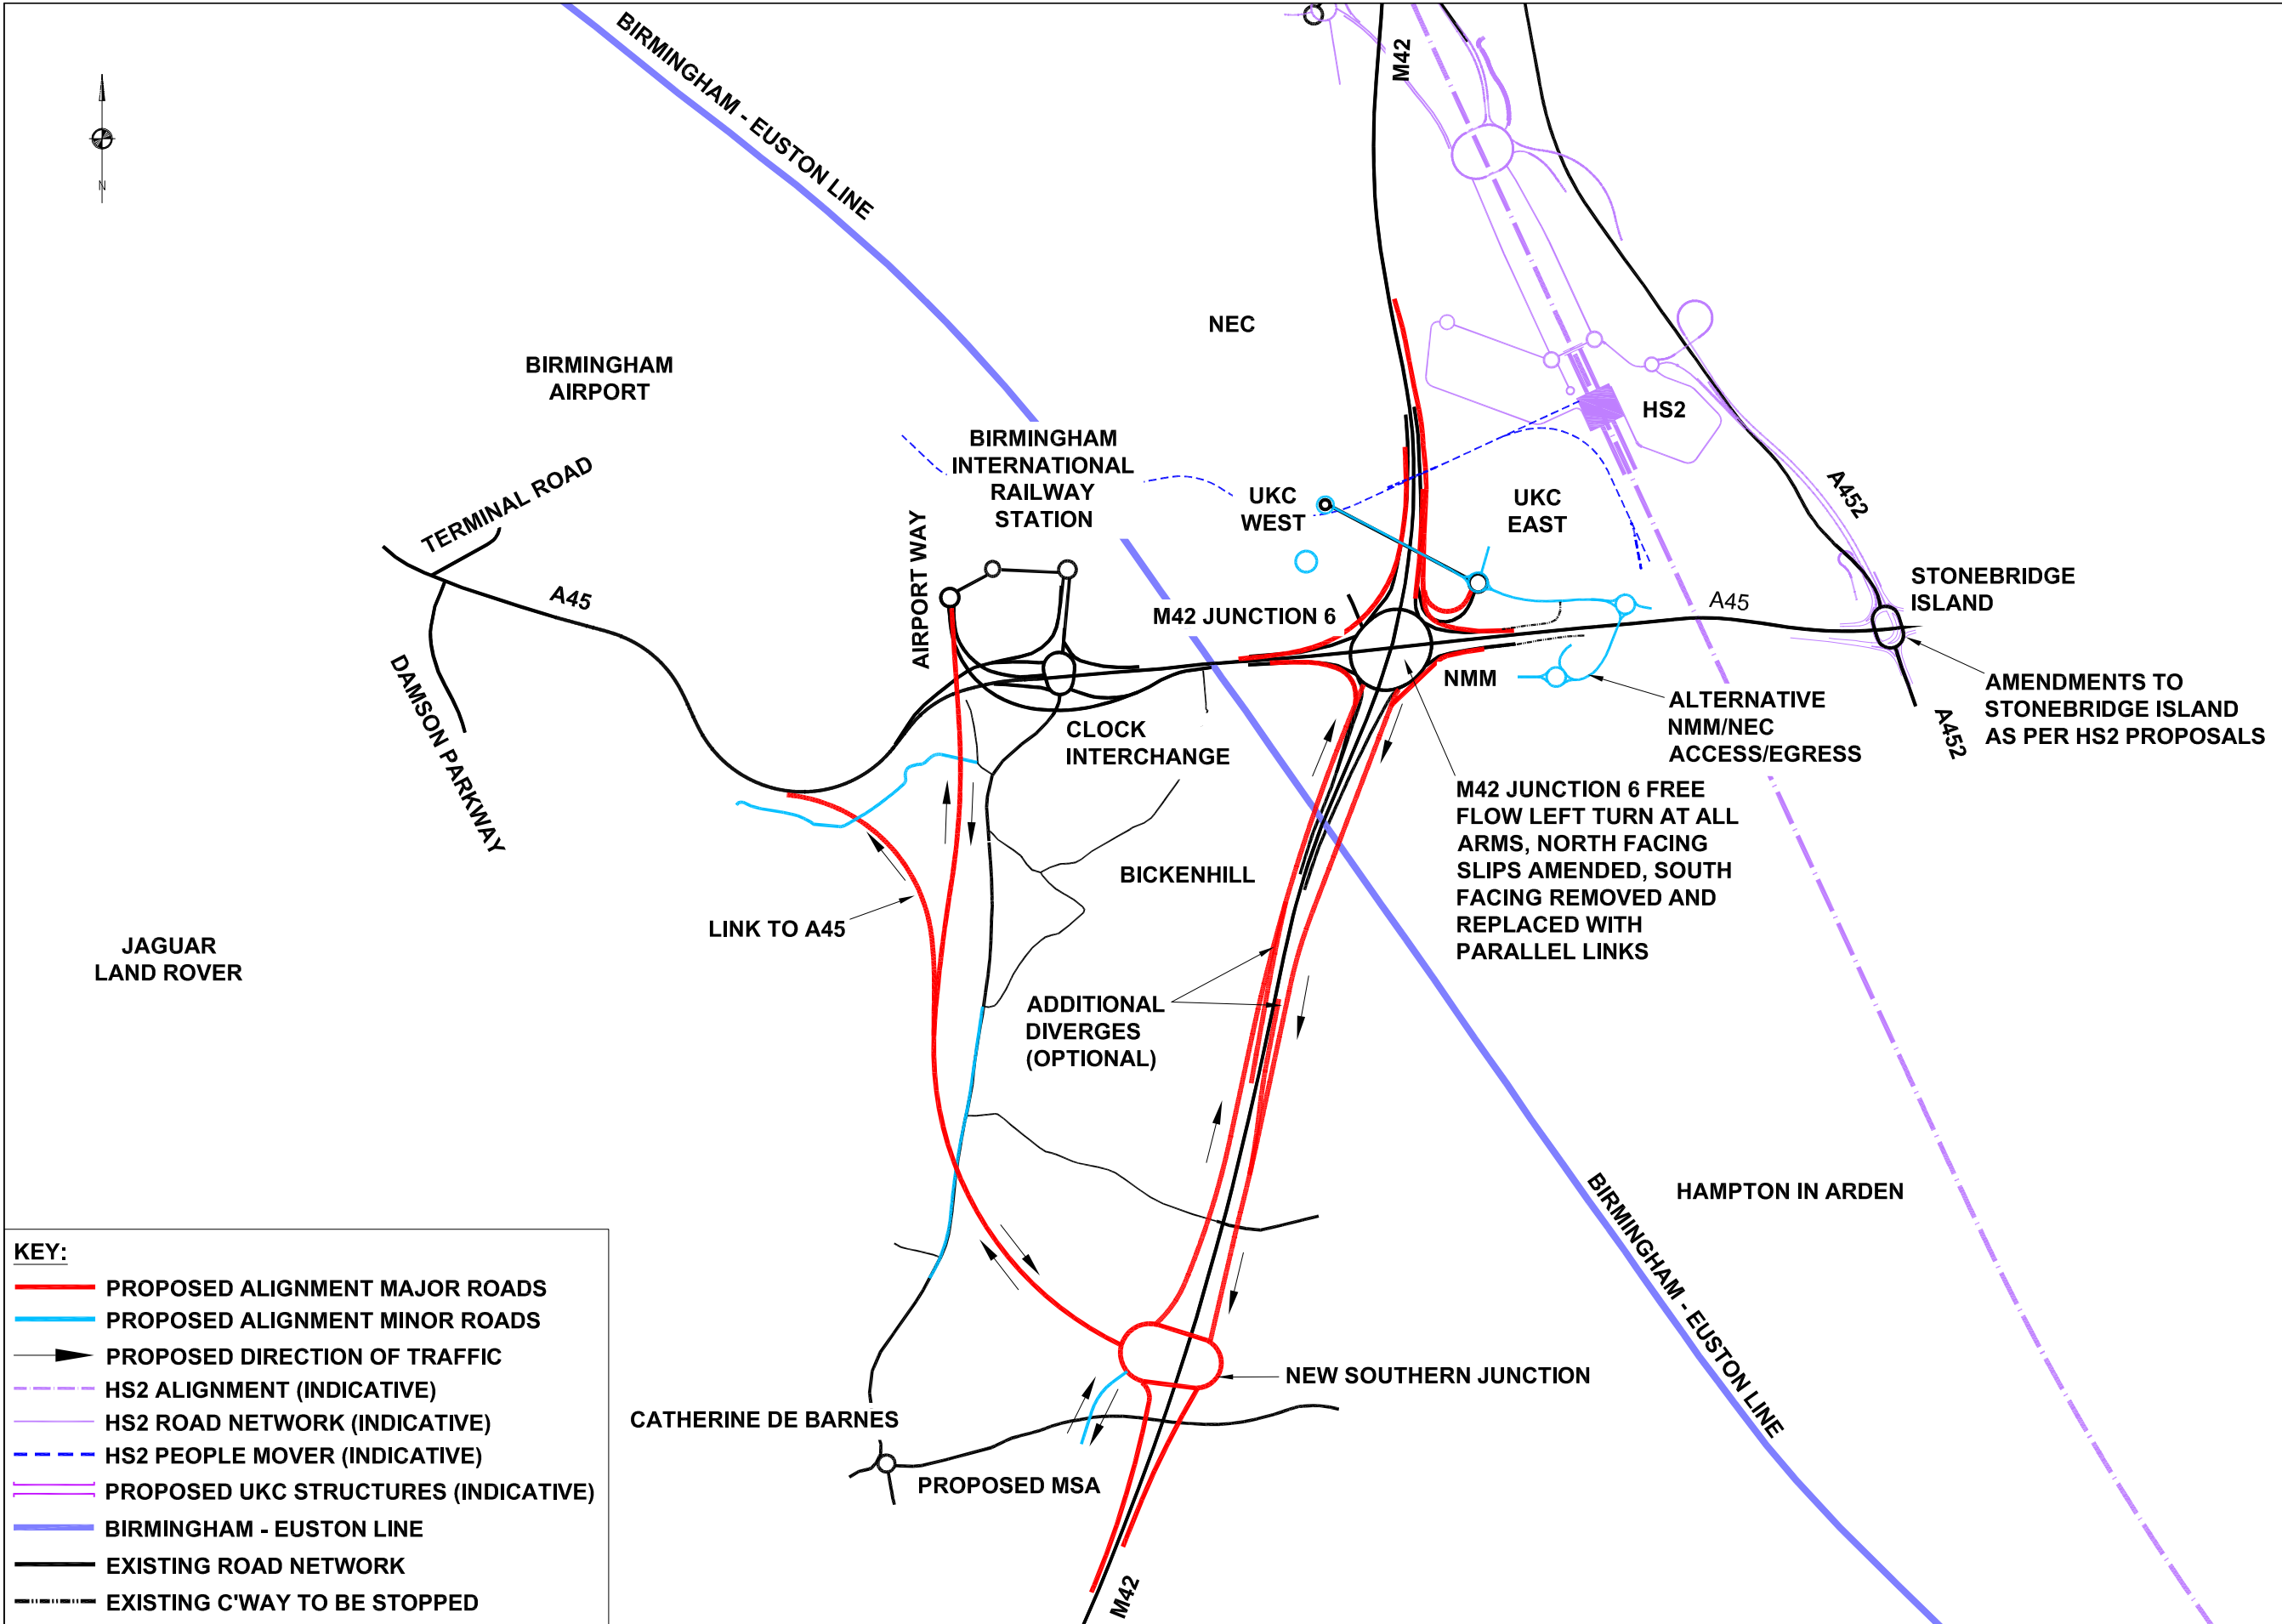 BIRMINGHAM - EUSTON LINE
M42
N
NEC
BIRMINGHAM
AIRPORT
HS2
BIRMINGHAM
INTERNATIONAL
RAILWAY
STATION
TERMINAL ROAD
UKC
WEST
UKC
EAST
A452
AIRPORT WAY
A45
STONEBRIDGE
ISLAND
A45
M42 JUNCTION 6
DAMSON PARKWAY
NMM
AMENDMENTS TO
STONEBRIDGE ISLAND
AS PER HS2 PROPOSALS
ALTERNATIVE
NMM/NEC
ACCESS/EGRESS
A452
CLOCK
INTERCHANGE
M42 JUNCTION 6 FREE
FLOW LEFT TURN AT ALL
ARMS, NORTH FACING
SLIPS AMENDED, SOUTH
FACING REMOVED AND
REPLACED WITH
PARALLEL LINKS
BICKENHILL
LINK TO A45
JAGUAR
LAND ROVER
ADDITIONAL
DIVERGES
(OPTIONAL)
HAMPTON IN ARDEN
BIRMINGHAM - EUSTON LINE
NEW SOUTHERN JUNCTION
CATHERINE DE BARNES
PROPOSED MSA
M42
KEY:
PROPOSED ALIGNMENT MAJOR ROADS
PROPOSED ALIGNMENT MINOR ROADS
PROPOSED DIRECTION OF TRAFFIC
HS2 ALIGNMENT (INDICATIVE)
HS2 ROAD NETWORK (INDICATIVE)
HS2 PEOPLE MOVER (INDICATIVE)
PROPOSED UKC STRUCTURES (INDICATIVE)
BIRMINGHAM - EUSTON LINE
EXISTING ROAD NETWORK
EXISTING C'WAY TO BE STOPPED